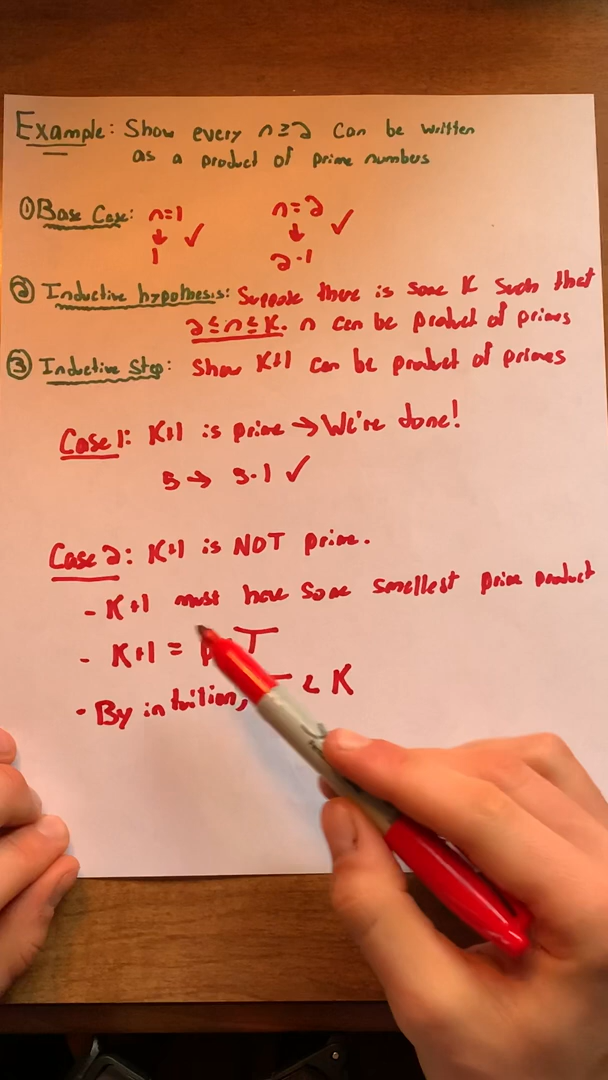 Example: Show every n≥2 can be written
as a product of prime numbers
① Base Case: n=1 n=2
↓ ✓ ↓ ✓
1 2·1
② Inductive hypothesis: Suppose there is some K such that
2≤n≤K. n can be product of primes
③ Inductive Step: Show K+1 can be product of primes
Case 1: K+1 is prime → We're done!
5 → 5·1 ✓
Case 2: K+1 is NOT prime.
- K+1 must have some smallest prime product
- K+1 = P T
- By intuition, < K